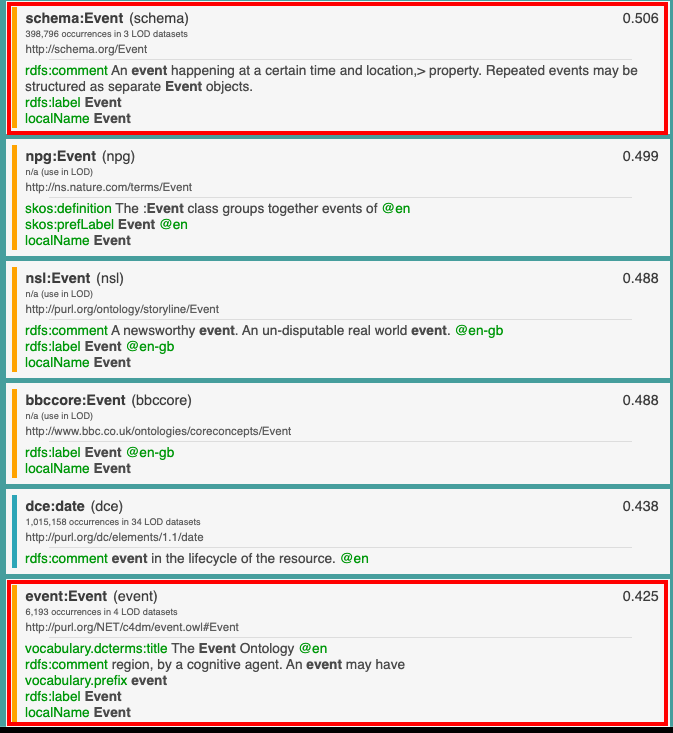 schema:Event (schema) 0.506
398,796 occurrences in 3 LOD datasets
http://schema.org/Event
rdfs:comment An event happening at a certain time and location,> property. Repeated events may be
structured as separate Event objects.
rdfs:label Event
localName Event
npg:Event (npg) 0.499
n/a (use in LOD)
http://ns.nature.com/terms/Event
skos:definition The :Event class groups together events of @en
skos:prefLabel Event @en
localName Event
nsl:Event (nsl) 0.488
n/a (use in LOD)
http://purl.org/ontology/storyline/Event
rdfs:comment A newsworthy event. An un-disputable real world event. @en-gb
rdfs:label Event @en-gb
localName Event
bbccore:Event (bbccore) 0.488
n/a (use in LOD)
http://www.bbc.co.uk/ontologies/coreconcepts/Event
rdfs:label Event @en-gb
localName Event
dce:date (dce) 0.438
1,015,158 occurrences in 34 LOD datasets
http://purl.org/dc/elements/1.1/date
rdfs:comment event in the lifecycle of the resource. @en
event:Event (event) 0.425
6,193 occurrences in 4 LOD datasets
http://purl.org/NET/c4dm/event.owl#Event
vocabulary.dcterms:title The Event Ontology @en
rdfs:comment region, by a cognitive agent. An event may have
vocabulary.prefix event
rdfs:label Event
localName Event